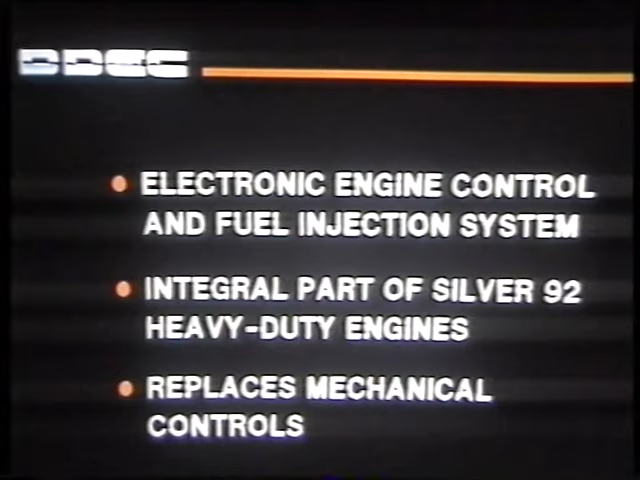 DDEC
ELECTRONIC ENGINE CONTROL
AND FUEL INJECTION SYSTEM
INTEGRAL PART OF SILVER 92
HEAVY-DUTY ENGINES
REPLACES MECHANICAL
CONTROLS